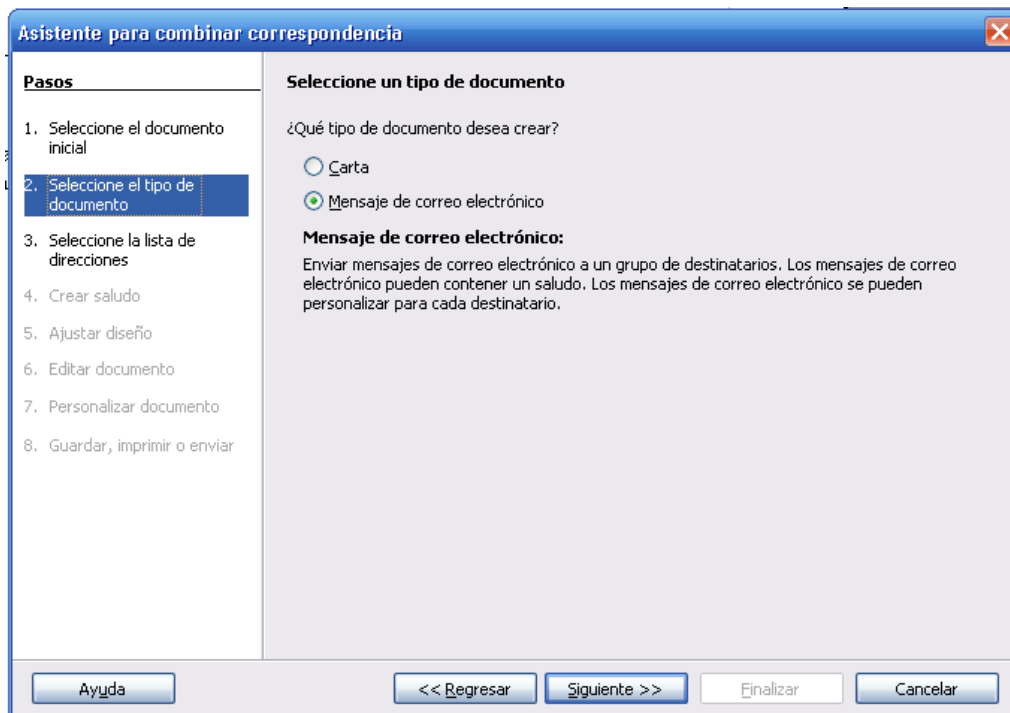 Asistente para combinar correspondencia
Pasos
1. Seleccione el documento
inicial
2. Seleccione el tipo de
documento
3. Seleccione la lista de
direcciones
4. Crear saludo
5. Ajustar diseño
6. Editar documento
7. Personalizar documento
8. Guardar, imprimir o enviar
Seleccione un tipo de documento
¿Qué tipo de documento desea crear?
Carta
Mensaje de correo electrónico
Mensaje de correo electrónico:
Enviar mensajes de correo electrónico a un grupo de destinatarios. Los mensajes de correo
electrónico pueden contener un saludo. Los mensajes de correo electrónico se pueden
personalizar para cada destinatario.
Ayuda
<< Regresar
Siguiente >>
Finalizar
Cancelar